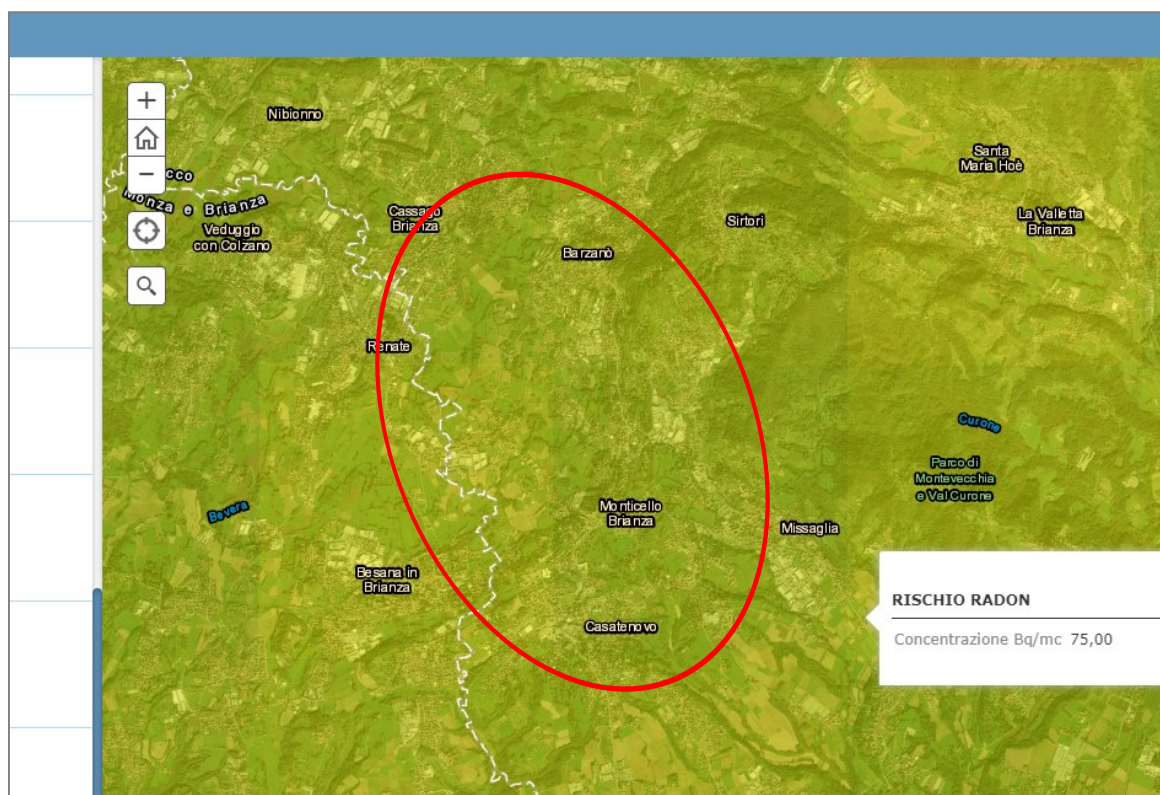 Nibionno
Santa
Maria Hoè
cco
Monza e Brianza
Cassago
Brianza
La Valletta
Brianza
Sirtori
Veduggio
con Colzano
Barzanò
Renate
Curone
Parco di
Montevecchia
e Val Curone
Monticello
Brianza
Bevera
Missaglia
Besana in
Brianza
Casatenovo
RISCHIO RADON
Concentrazione Bq/mc 75,00